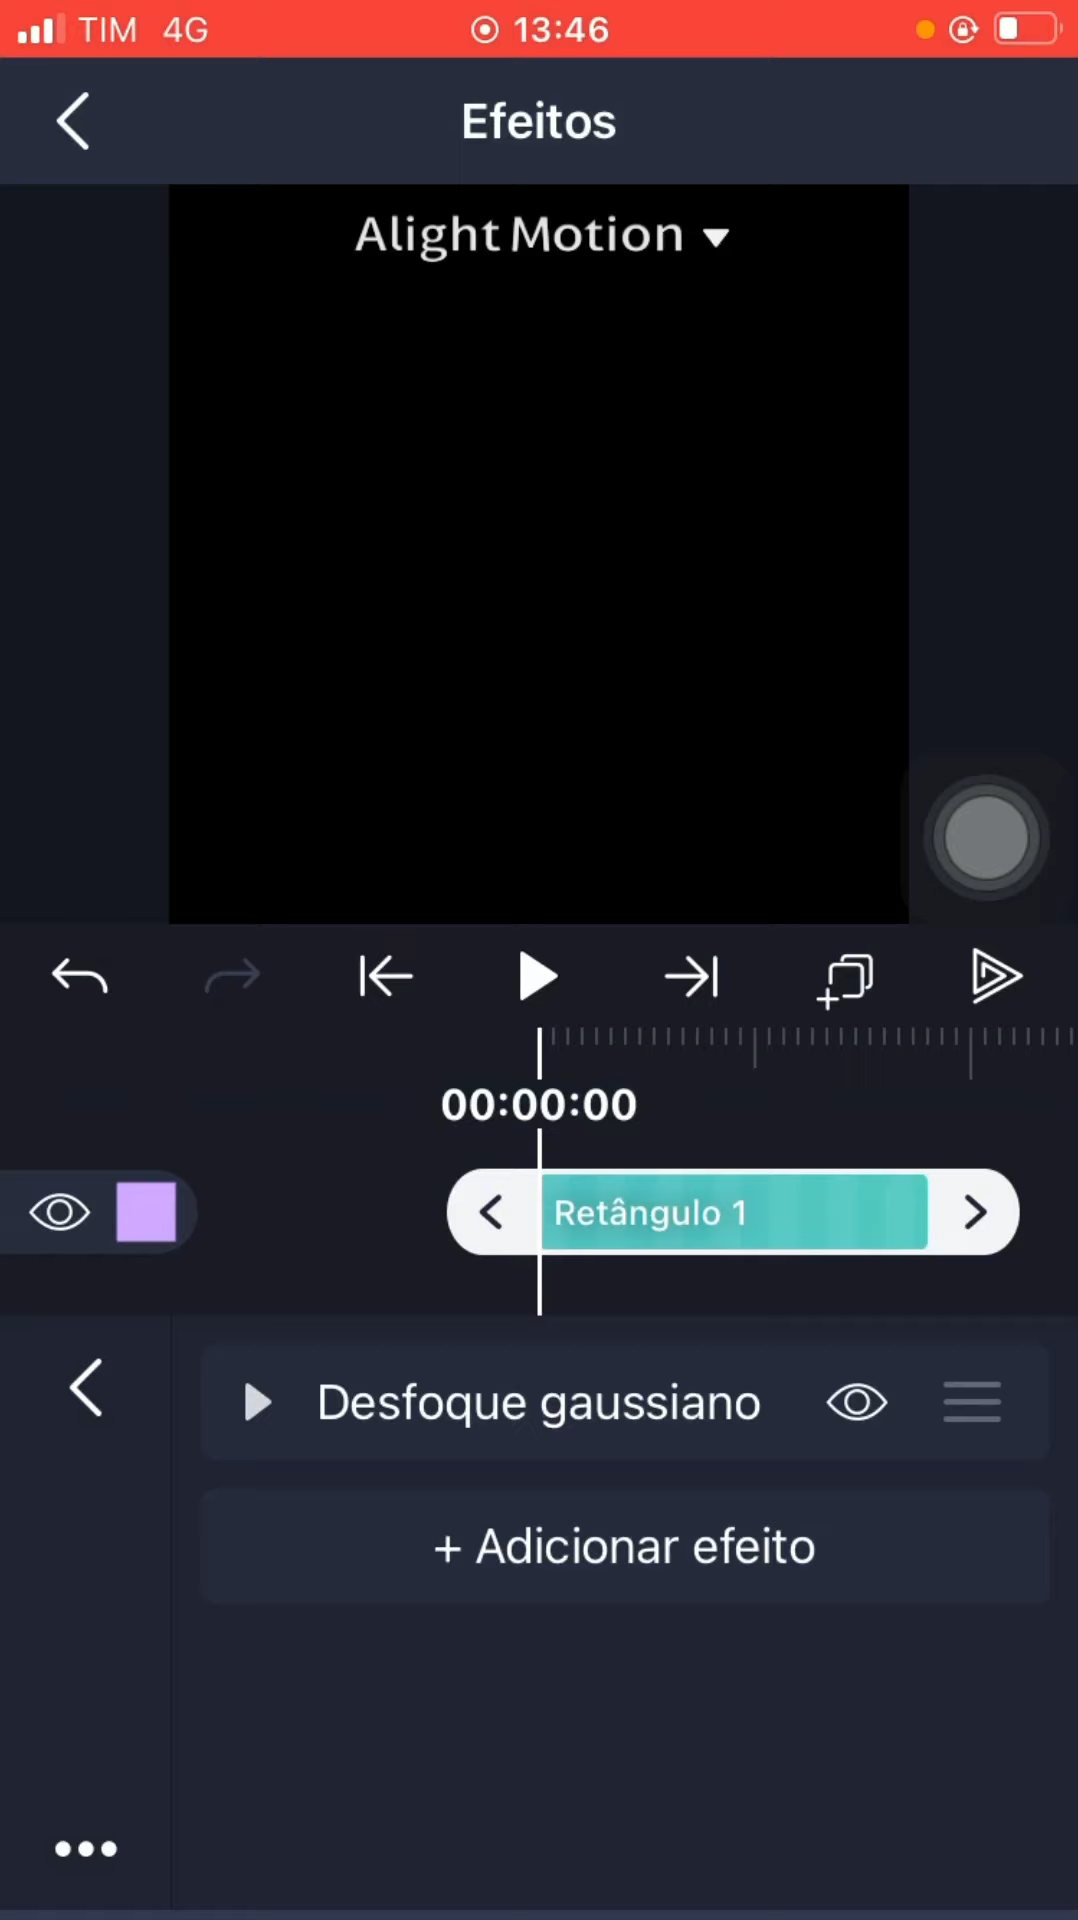 TIM 4G 13:46
Efeitos
Alight Motion
00:00:00
Retângulo 1
Desfoque gaussiano
+ Adicionar efeito